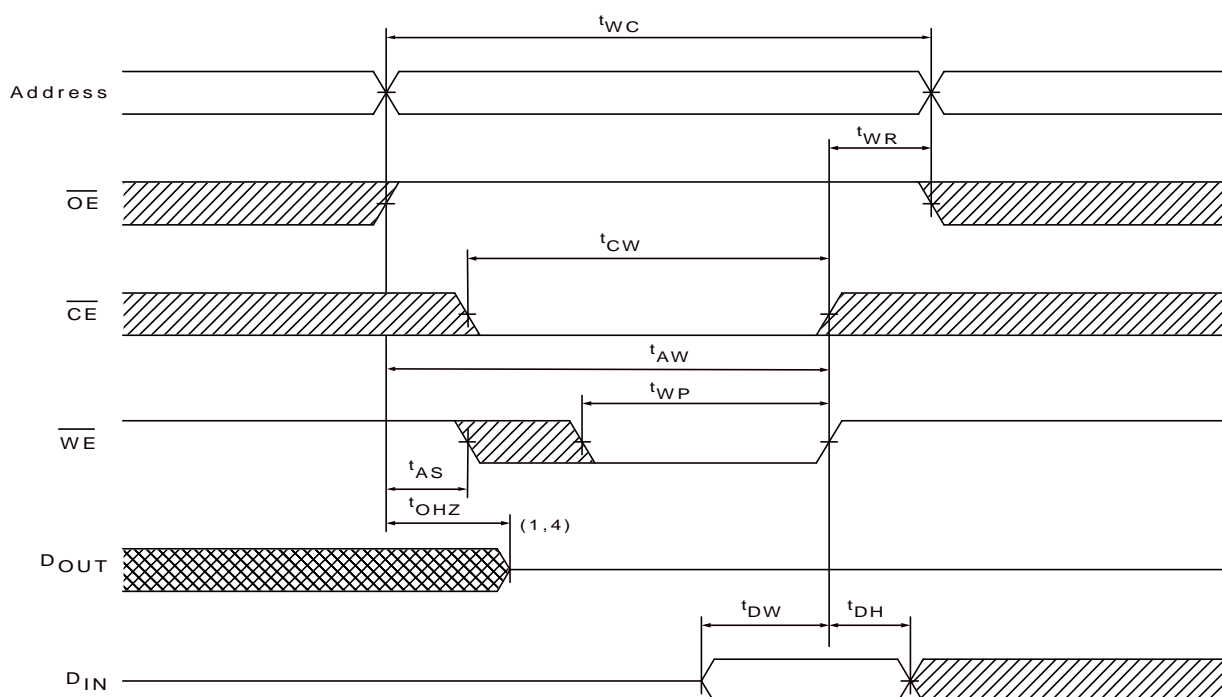 tWC
Address
tWR
OE
tCW
CE
tAW
tWP
WE
tAS
tOHZ (1,4)
DOUT
tDW
tDH
DIN